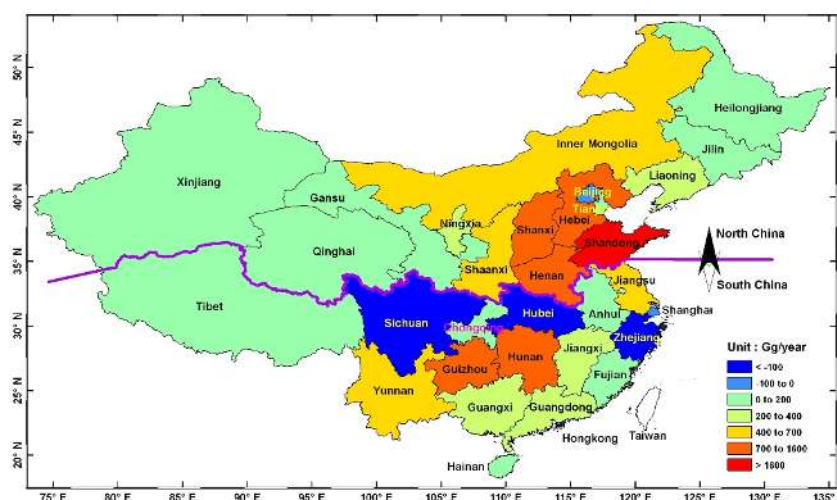 50° N
45° N
40° N
35° N
30° N
25° N
20° N
Heilongjiang
Inner Mongolia
Jilin
Xinjiang
Liaoning
Beijing
Gansu
Tian
Ningxia
Hebei
Shanxi
Shandong
Qinghai
North China
Shaanxi
Henan
South China
Jiangsu
Tibet
Shanghai
Sichuan
Hubei
Anhui
Chongqing
Zhejiang
Unit : Gg/year
Jiangxi
Hunan
< -100
Guizhou
Fujian
-100 to 0
Yunnan
0 to 200
Guangxi
Guangdong
200 to 400
Hongkong
Taiwan
400 to 700
700 to 1600
Hainan
> 1600
75° E
80° E
85° E
90° E
95° E
100° E
105° E
110° E
115° E
120° E
125° E
130° E
135° E